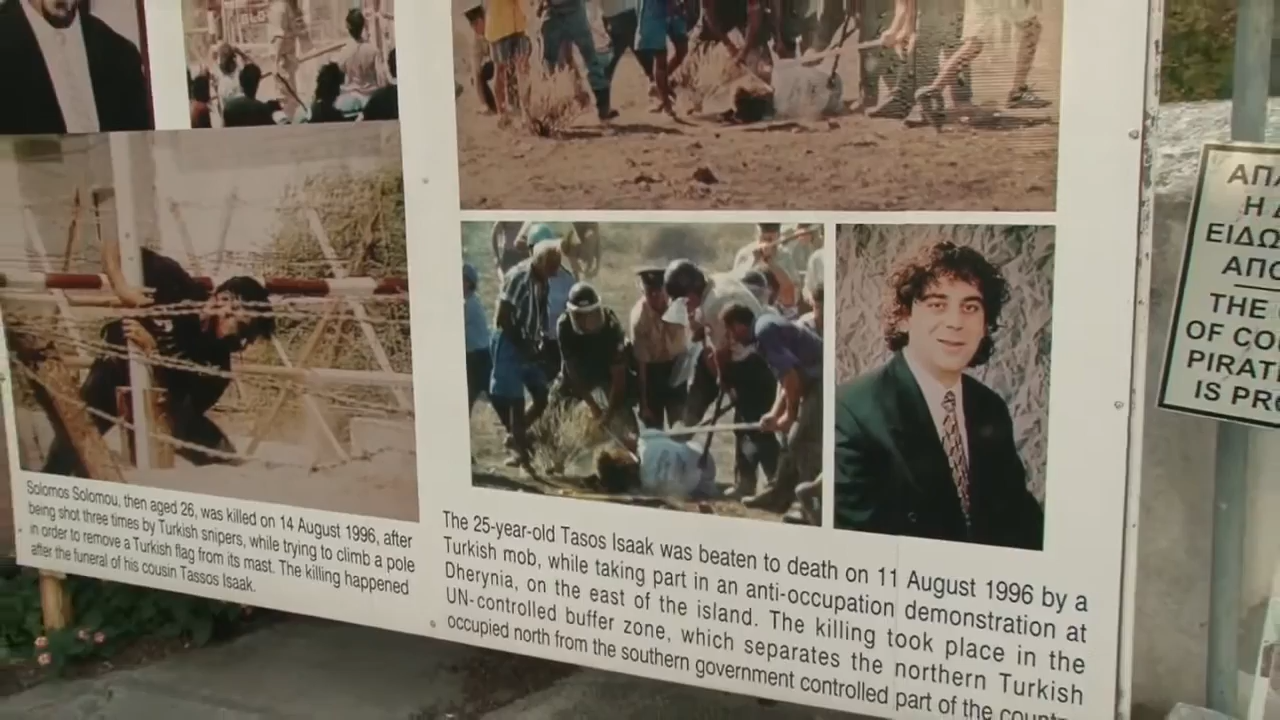 Solomos Solomou, then aged 26, was killed on 14 August 1996, after
being shot three times by Turkish snipers, while trying to climb a pole
in order to remove a Turkish flag from its mast. The killing happened
after the funeral of his cousin Tassos Isaak.
The 25-year-old Tasos Isaak was beaten to death on 11 August 1996 by a
Turkish mob, while taking part in an anti-occupation demonstration at
Dherynia, on the east of the island. The killing took place in the
UN-controlled buffer zone, which separates the northern Turkish
occupied north from the southern government controlled part of the
ΑΠΑ
Η
ΕΙΔΩ
ΑΠΟ
THE
OF CO
PIRAT
IS PR